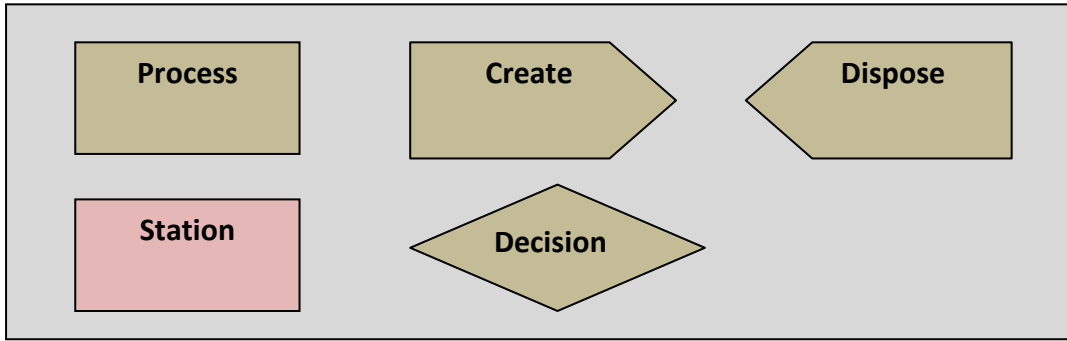 Process
Create
Dispose
Station
Decision